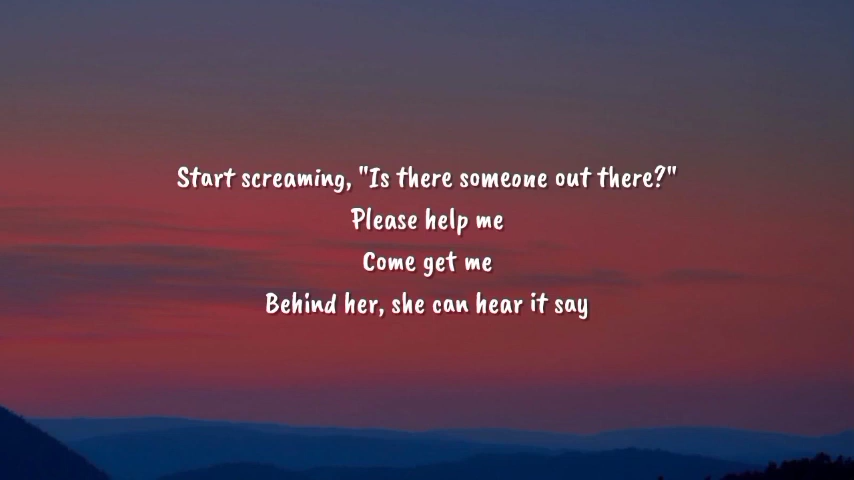 Start screaming, "Is there someone out there?"
Please help me
Come get me
Behind her, she can hear it say